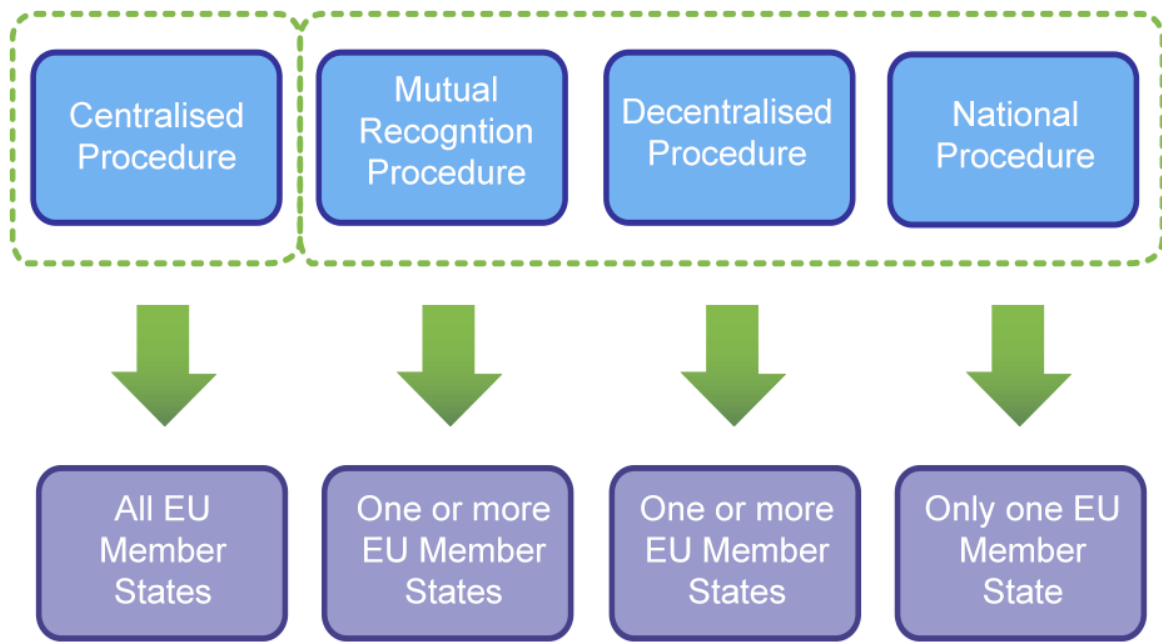 Centralised
Procedure
Mutual
Recogntion
Procedure
Decentralised
Procedure
National
Procedure
All EU
Member
States
One or more
EU Member
States
One or more
EU Member
States
Only one EU
Member
State